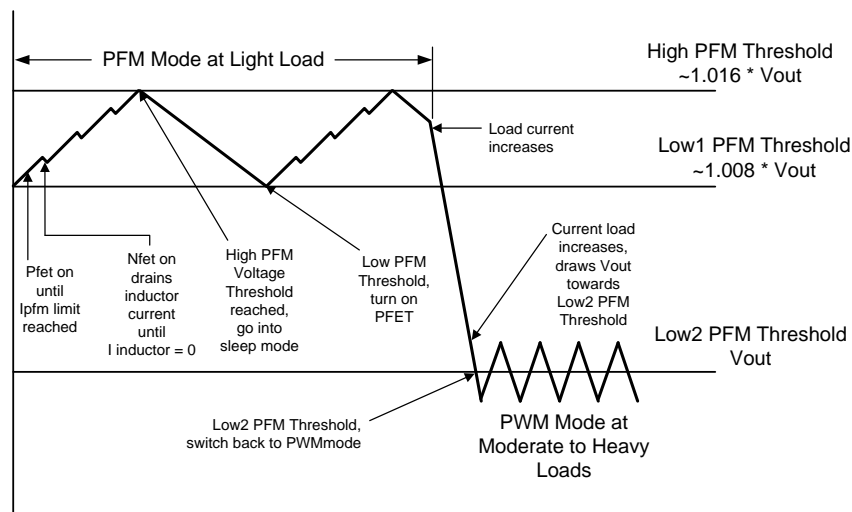 PFM Mode at Light Load
High PFM Threshold
~1.016 * Vout
Load current
increases
Low1 PFM Threshold
~1.008 * Vout
Pfet on
until
Ipfm limit
reached
Nfet on
drains
inductor
current
until
I inductor = 0
High PFM
Voltage
Threshold
reached,
go into
sleep mode
Low PFM
Threshold,
turn on
PFET
Current load
increases,
draws Vout
towards
Low2 PFM
Threshold
Low2 PFM Threshold
Vout
Low2 PFM Threshold,
switch back to PWMmode
PWM Mode at
Moderate to Heavy
Loads